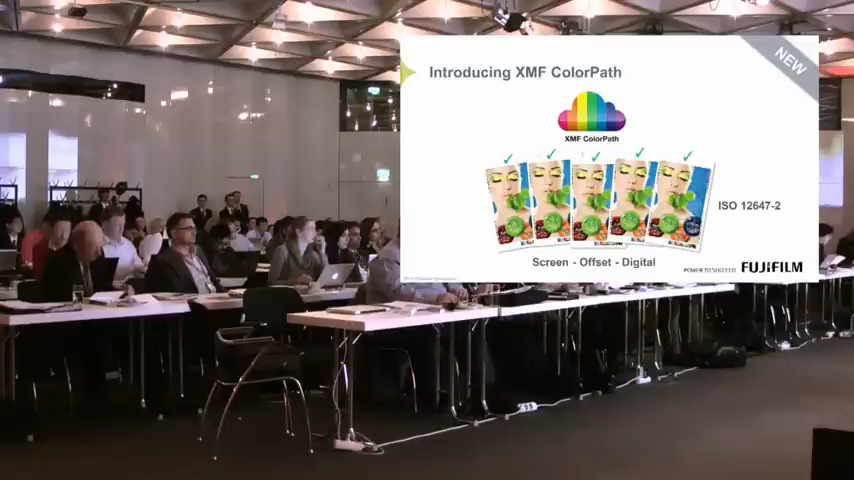 Introducing XMF ColorPath
NEW
XMF ColorPath
ISO 12647-2
Screen - Offset - Digital
POWER TO SUCCEED FUJIFILM